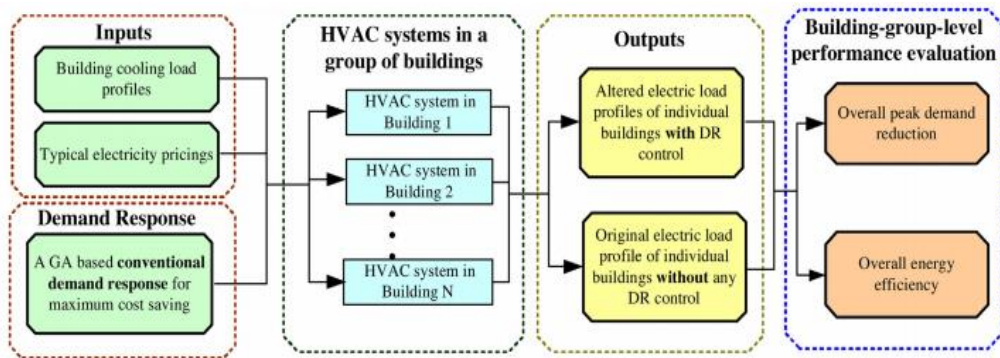 Inputs
Building cooling load
profiles
Typical electricity pricings
Demand Response
A GA based conventional
demand response for
maximum cost saving
HVAC systems in a
group of buildings
HVAC system in
Building 1
HVAC system in
Building 2
HVAC system in
Building N
Outputs
Altered electric load
profiles of individual
buildings with DR
control
Original electric load
profile of individual
buildings without any
DR control
Building-group-level
performance evaluation
Overall peak demand
reduction
Overall energy
efficiency